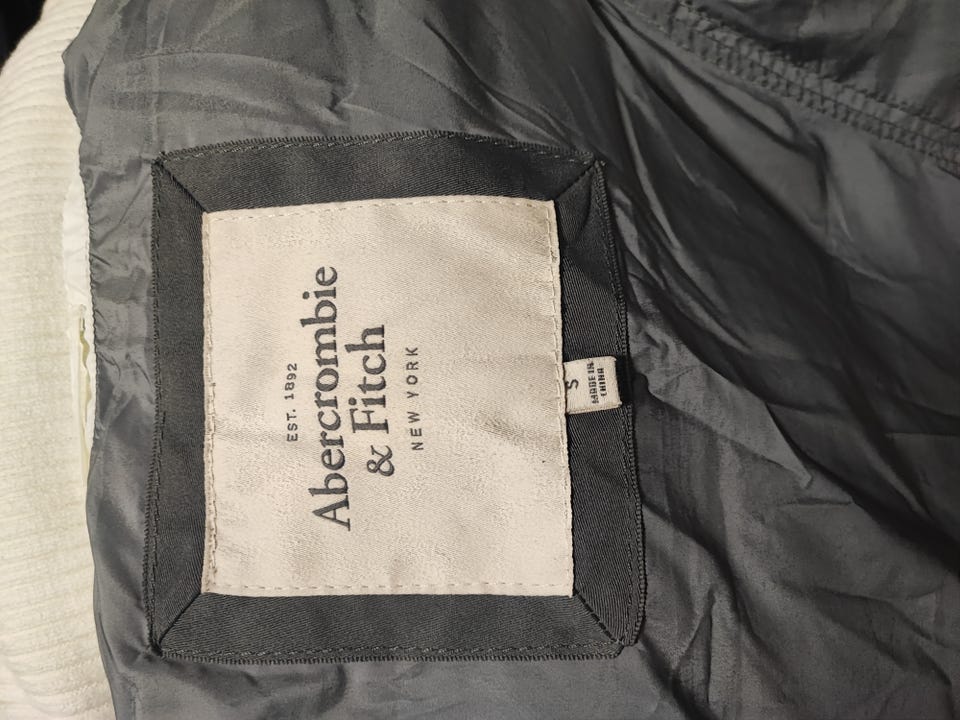 EST. 1892
Abercrombie
& Fitch
NEW YORK
S
MADE IN
CHINA